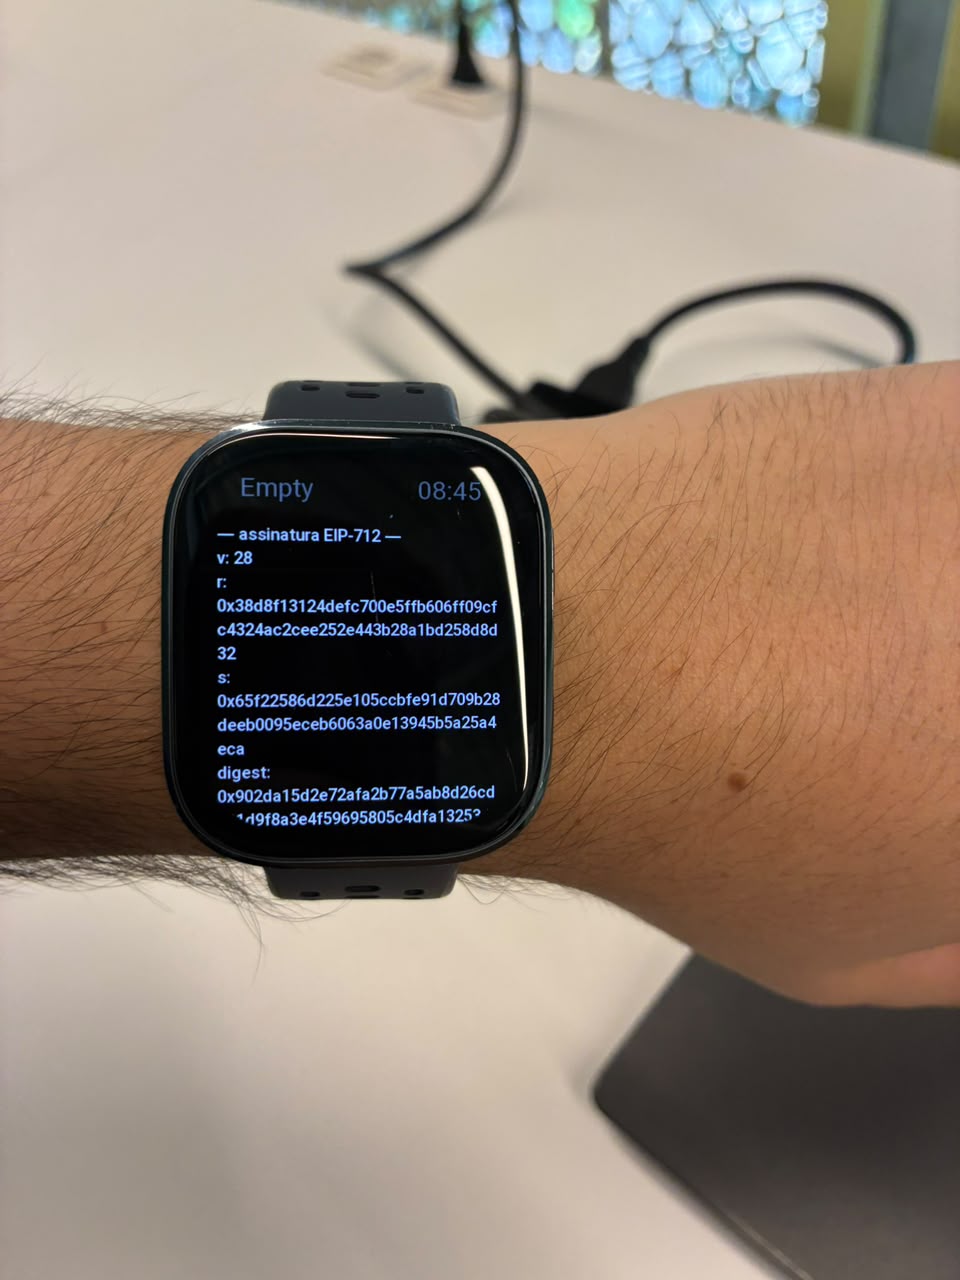 Empty 08:45
— assinatura EIP-712 —
v: 28
r:
0x38d8f13124defc700e5ffb606ff09cf
c4324ac2cee252e443b28a1bd258d8d
32
s:
0x65f22586d225e105ccbfe91d709b28
deeb0095eceb6063a0e13945b5a25a4
eca
digest:
0x902da15d2e72afa2b77a5ab8d26cd